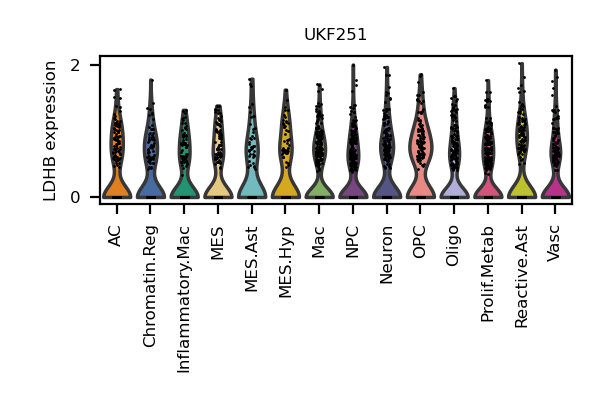 UKF251
LDHB expression
2
0
AC
Chromatin.Reg
Inflammatory.Mac
MES
MES.Ast
MES.Hyp
Mac
NPC
Neuron
OPC
Oligo
Prolif.Metab
Reactive.Ast
Vasc